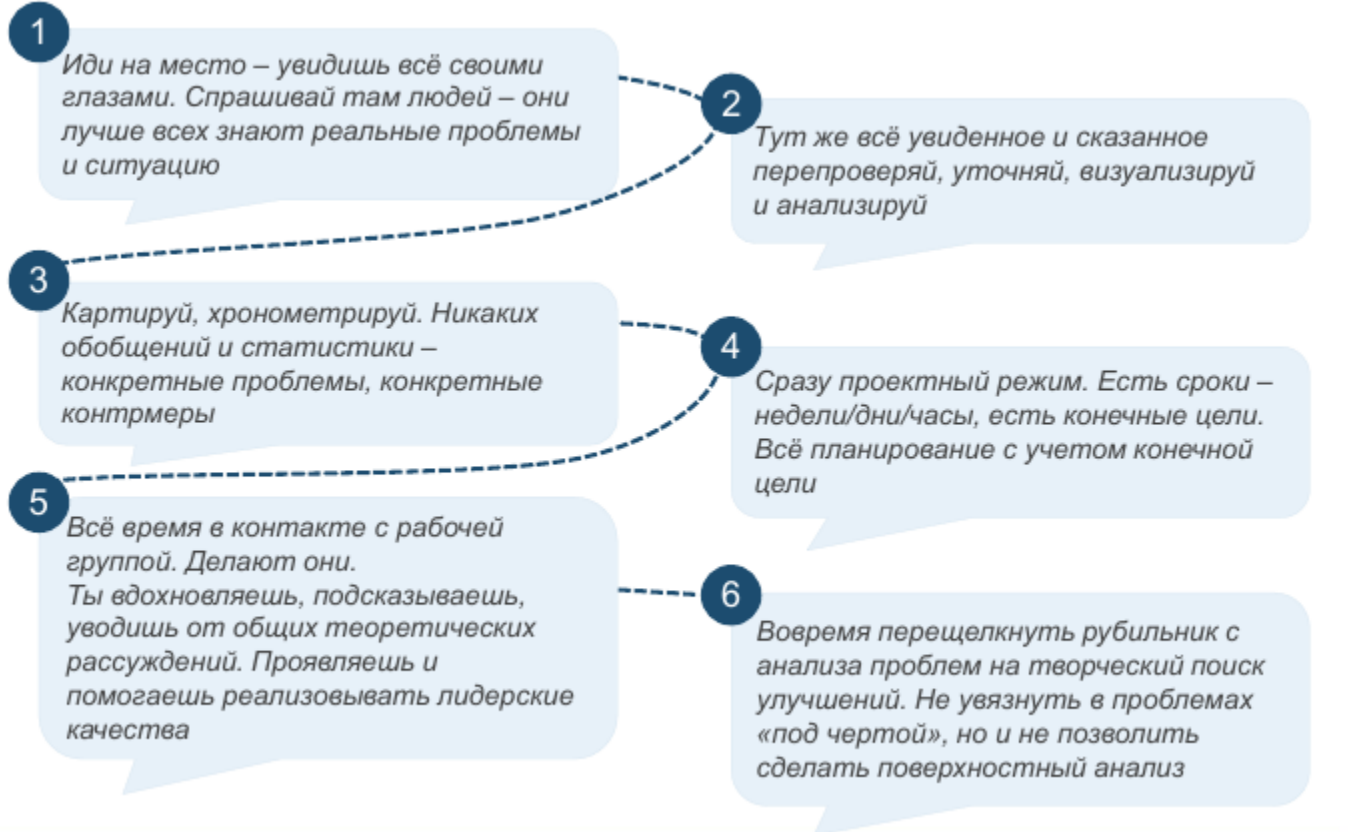 1
Иди на место – увидишь всё своими
глазами. Спрашивай там людей – они
лучше всех знают реальные проблемы
и ситуацию
2
Тут же всё увиденное и сказанное
перепроверяй, уточняй, визуализируй
и анализируй
3
Картируй, хронометрируй. Никаких
обобщений и статистики –
конкретные проблемы, конкретные
контрмеры
4
Сразу проектный режим. Есть сроки –
недели/дни/часы, есть конечные цели.
Всё планирование с учетом конечной
цели
5
Всё время в контакте с рабочей
группой. Делают они.
Ты вдохновляешь, подсказываешь,
уводишь от общих теоретических
рассуждений. Проявляешь и
помогаешь реализовывать лидерские
качества
6
Вовремя перещелкнуть рубильник с
анализа проблем на творческий поиск
улучшений. Не увязнуть в проблемах
«под чертой», но и не позволить
сделать поверхностный анализ